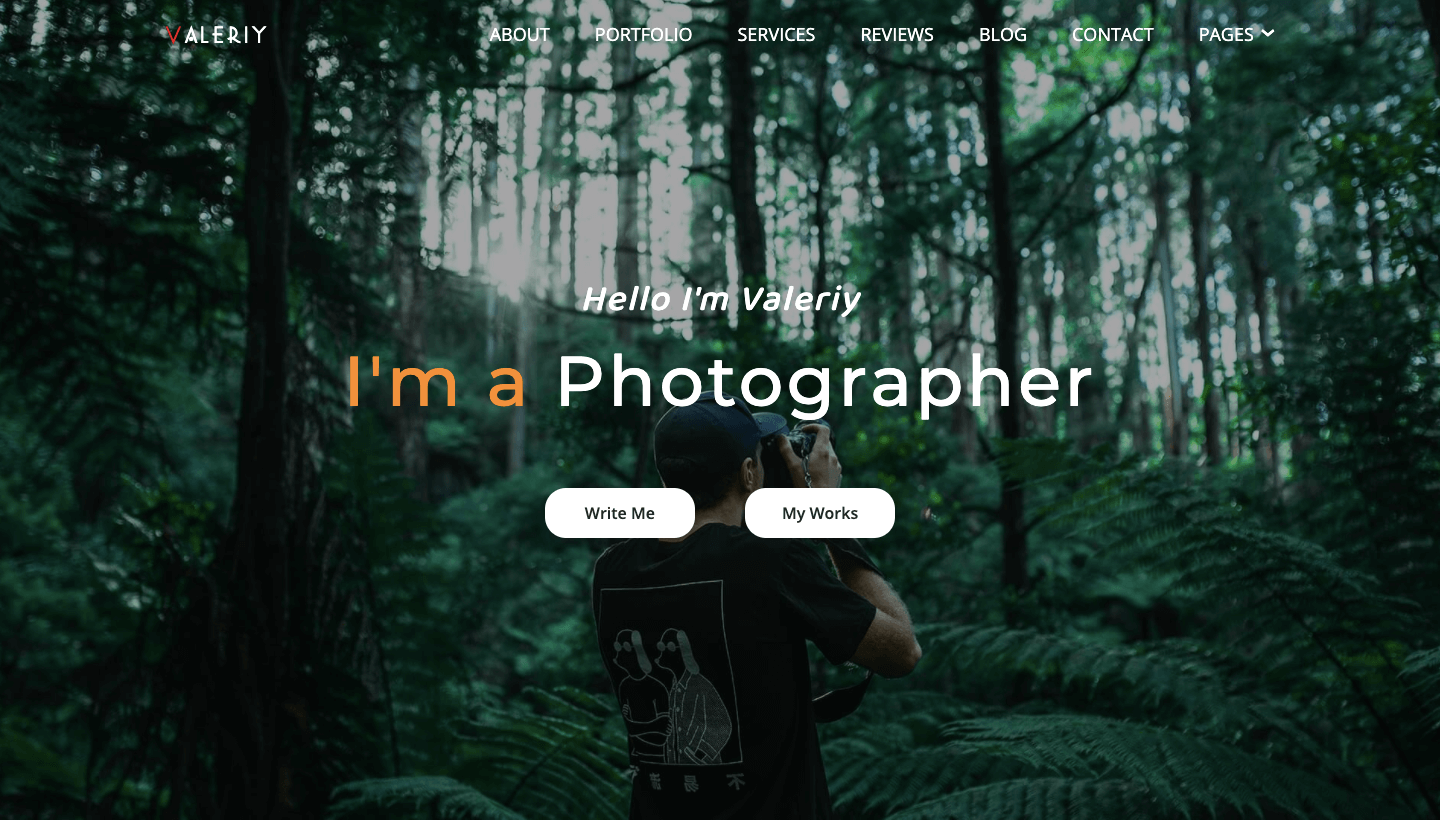 VALERIY ABOUT PORTFOLIO SERVICES REVIEWS BLOG CONTACT PAGES
Hello I'm Valeriy
I'm a Photographer
Write Me My Works